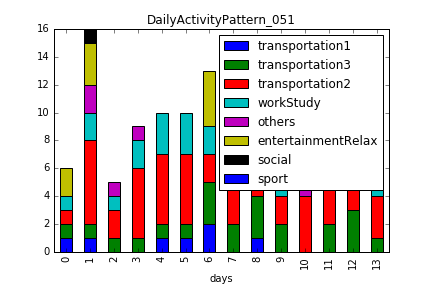 DailyActivityPattern_051
16
14
12
10
8
6
4
2
0
transportation1
transportation3
transportation2
workStudy
others
entertainmentRelax
social
sport
0 1 2 3 4 5 6 7 8 9 10 11 12 13
days